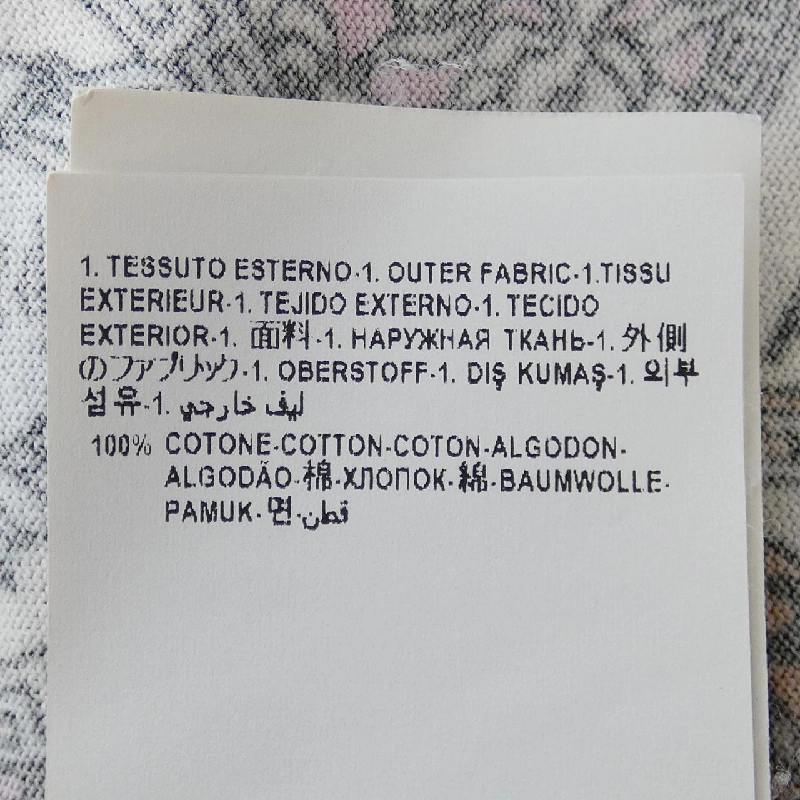 1. TESSUTO ESTERNO-1. OUTER FABRIC-1.TISSU
EXTERIEUR-1. TEJIDO EXTERNO-1. TECIDO
EXTERIOR-1. 面料-1. НАРУЖНАЯ ТКАНЬ-1. 外側
のファブリック-1. OBERSTOFF-1. DIŞ KUMAŞ-1. 외부
섬유-1. ليف خارجي
100% COTONE-COTTON-COTON-ALGODON-
ALGODÃO-棉-ХЛОПОК-綿-BAUMWOLLE-
PAMUK-면-قطن